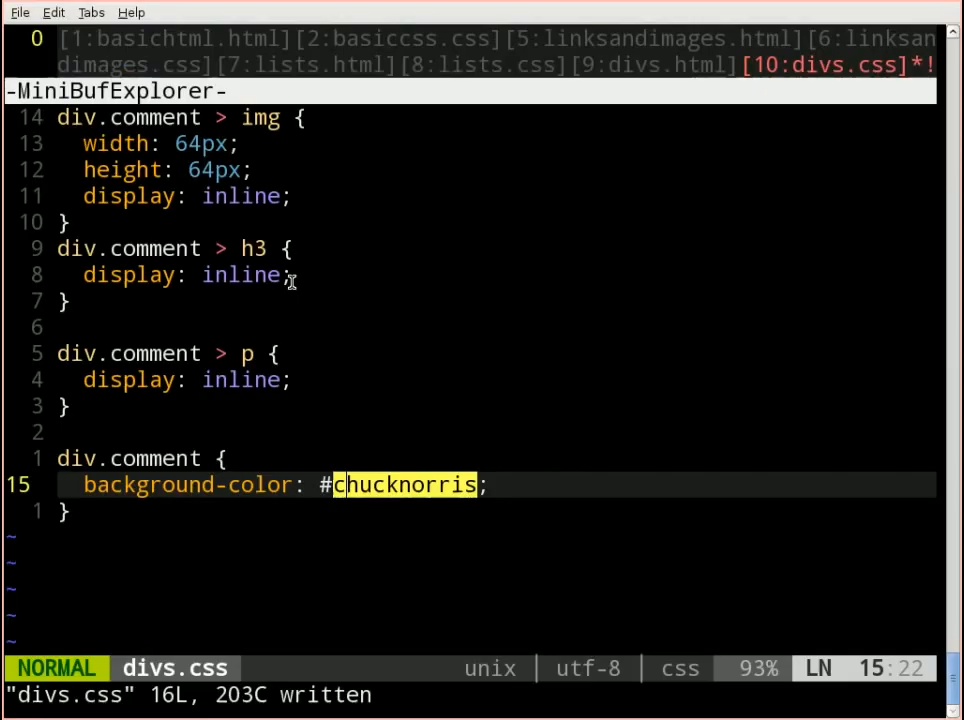 File Edit Tabs Help
0 [1:basichtml.html][2:basiccss.css][5:linksandimages.html][6:linksan
dimages.css][7:lists.html][8:lists.css][9:divs.html][10:divs.css]*!
-MiniBufExplorer-
14 div.comment > img {
13 width: 64px;
12 height: 64px;
11 display: inline;
10 }
9 div.comment > h3 {
8 display: inline;
7 }
6
5 div.comment > p {
4 display: inline;
3 }
2
1 div.comment {
15 background-color: #chucknorris;
1 }
~
~
~
~
~
NORMAL divs.css unix | utf-8 | css 93% LN 15:22
"divs.css" 16L, 203C written